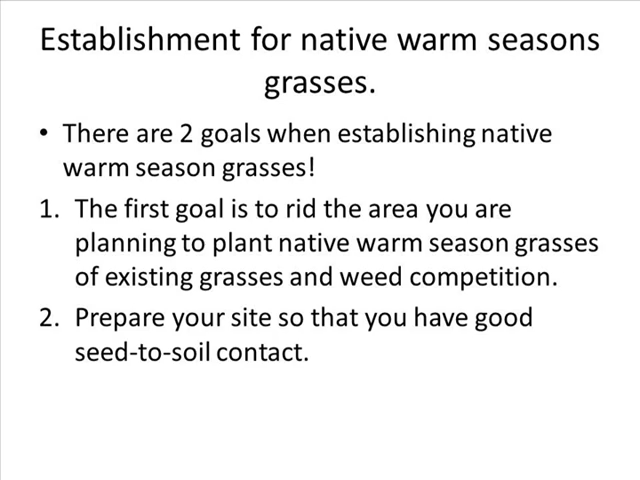 Establishment for native warm seasons
grasses.
• There are 2 goals when establishing native
warm season grasses!
1. The first goal is to rid the area you are
planning to plant native warm season grasses
of existing grasses and weed competition.
2. Prepare your site so that you have good
seed-to-soil contact.